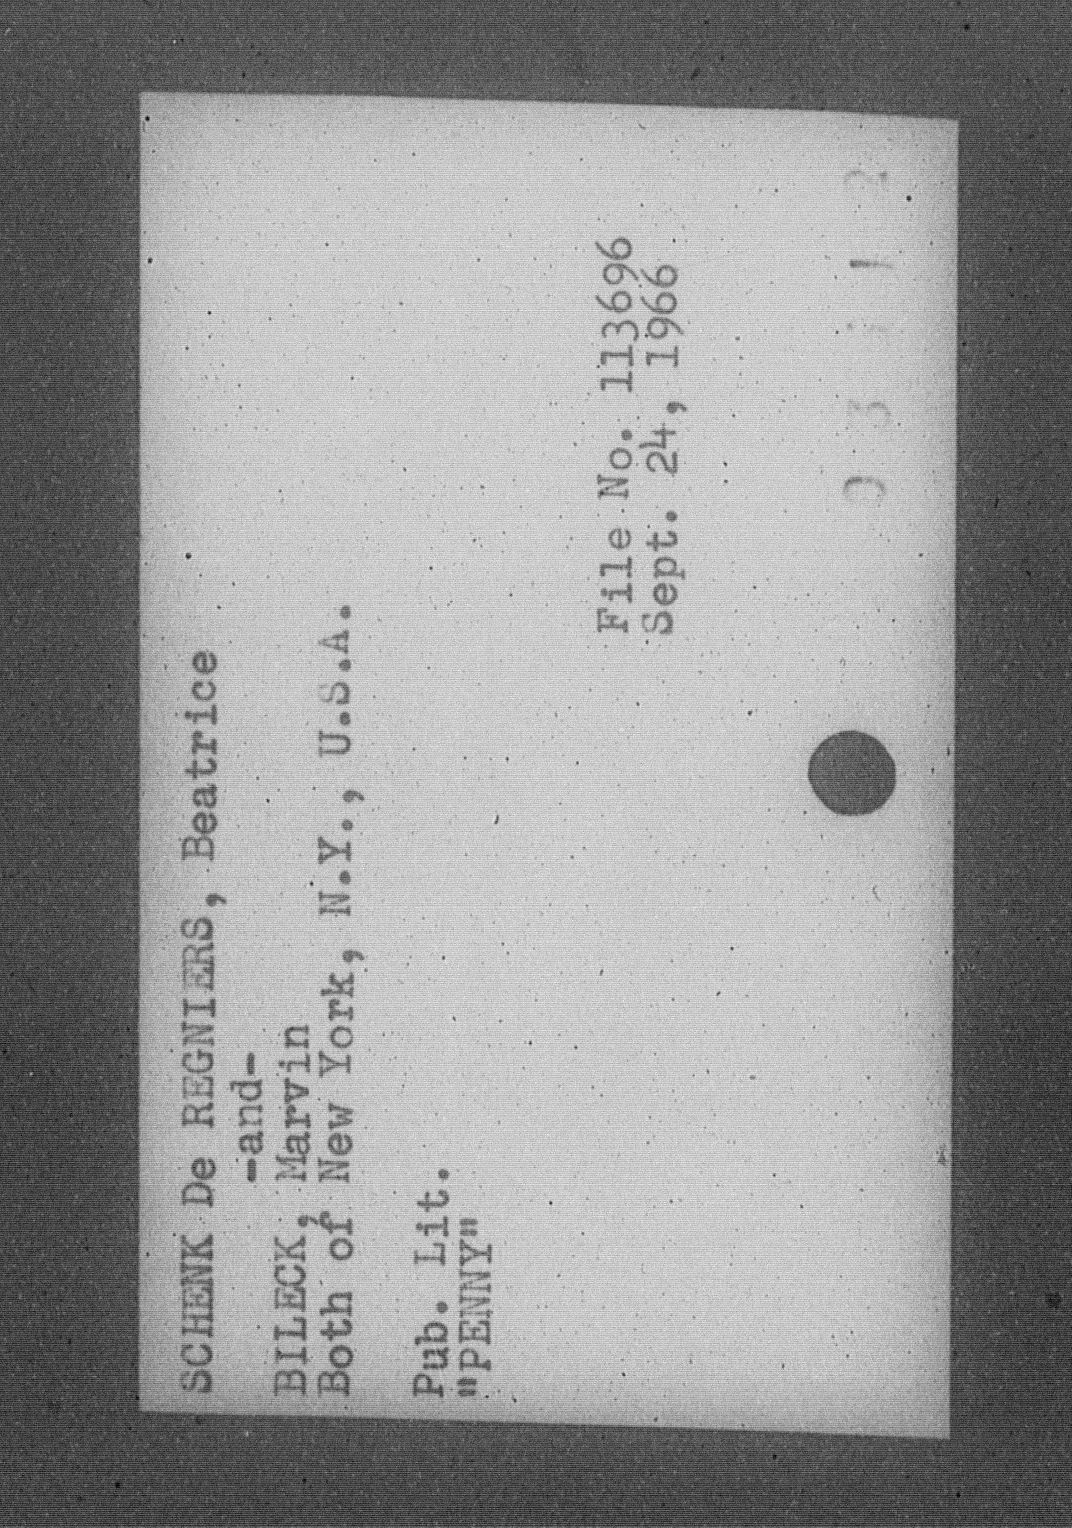 SCHENK De REGNIERS, Beatrice
-and-
BILECK, Marvin
Both of New York, N.Y., U.S.A.
Pub. Lit.
"PENNY"
File No. 113696
Sept. 24, 1966